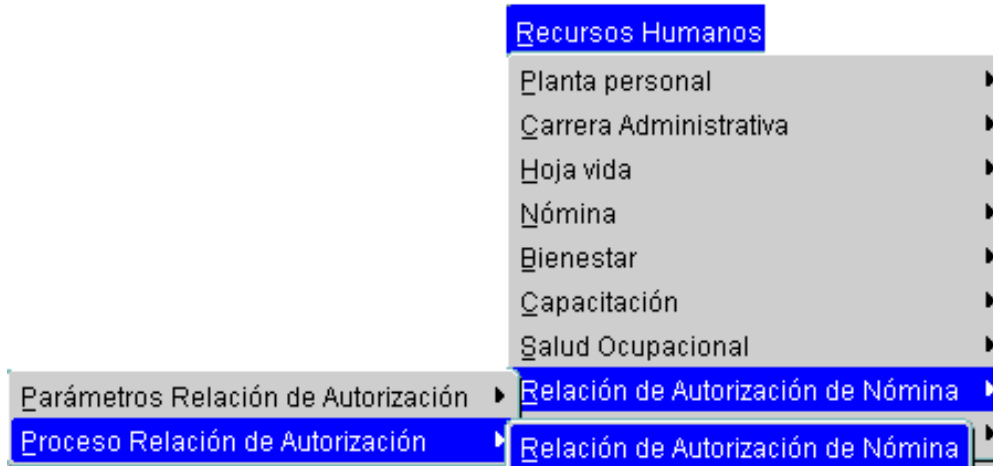 Recursos Humanos
Planta personal
Carrera Administrativa
Hoja vida
Nómina
Bienestar
Capacitación
Salud Ocupacional
Relación de Autorización de Nómina
Parámetros Relación de Autorización
Proceso Relación de Autorización
Relación de Autorización de Nómina